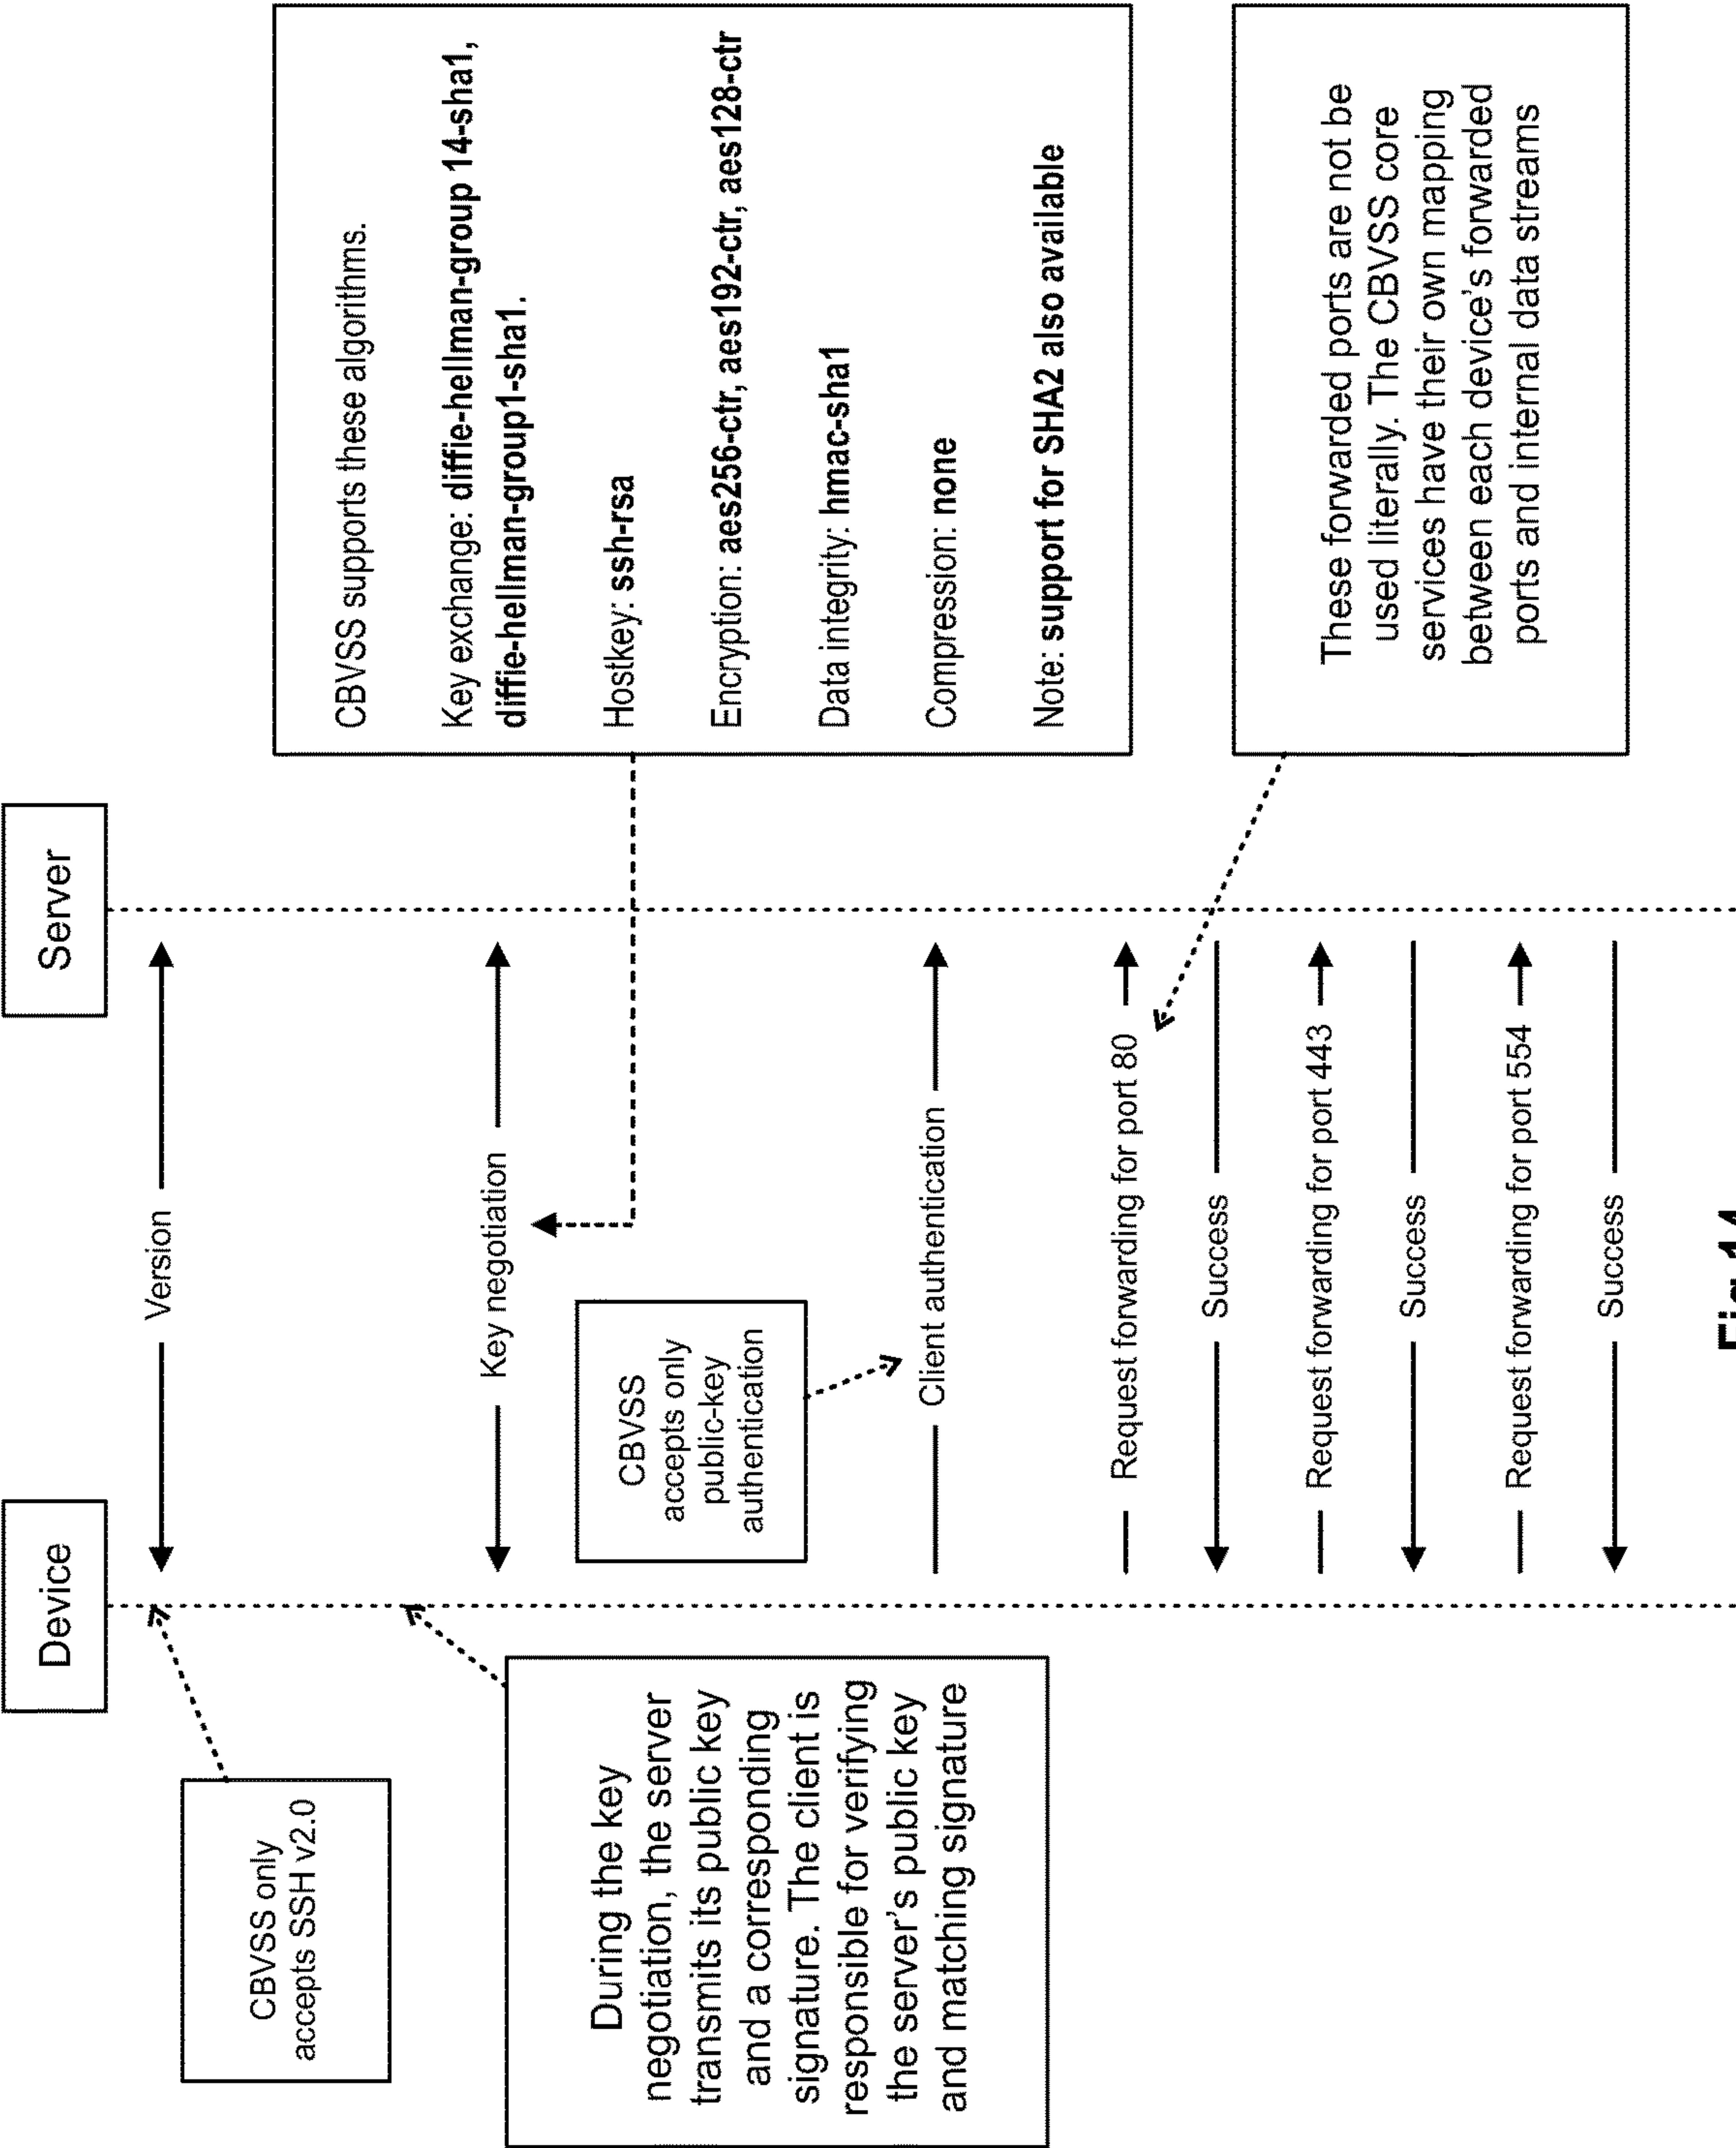 Device
Server
CBVSS only
accepts SSH v2.0
Version
During the key
negotiation, the server
transmits its public key
and a corresponding
signature. The client is
responsible for verifying
the server's public key
and matching signature
Key negotiation
CBVSS supports these algorithms.
Key exchange: diffie-hellman-group 14-sha1,
diffie-hellman-group1-sha1.
Hostkey: ssh-rsa
Encryption: aes256-ctr, aes192-ctr, aes128-ctr
Data integrity: hmac-sha1
Compression: none
Note: support for SHA2 also available
CBVSS
accepts only
public-key
authentication
Client authentication
Request forwarding for port 80
Success
Request forwarding for port 443
Success
Request forwarding for port 554
Success
These forwarded ports are not be
used literally. The CBVSS core
services have their own mapping
between each device's forwarded
ports and internal data streams